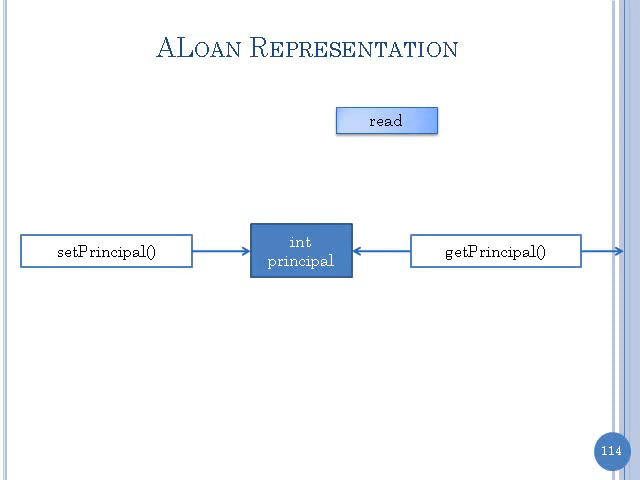 ALOAN REPRESENTATION
read
setPrincipal()
int
principal
getPrincipal()
114